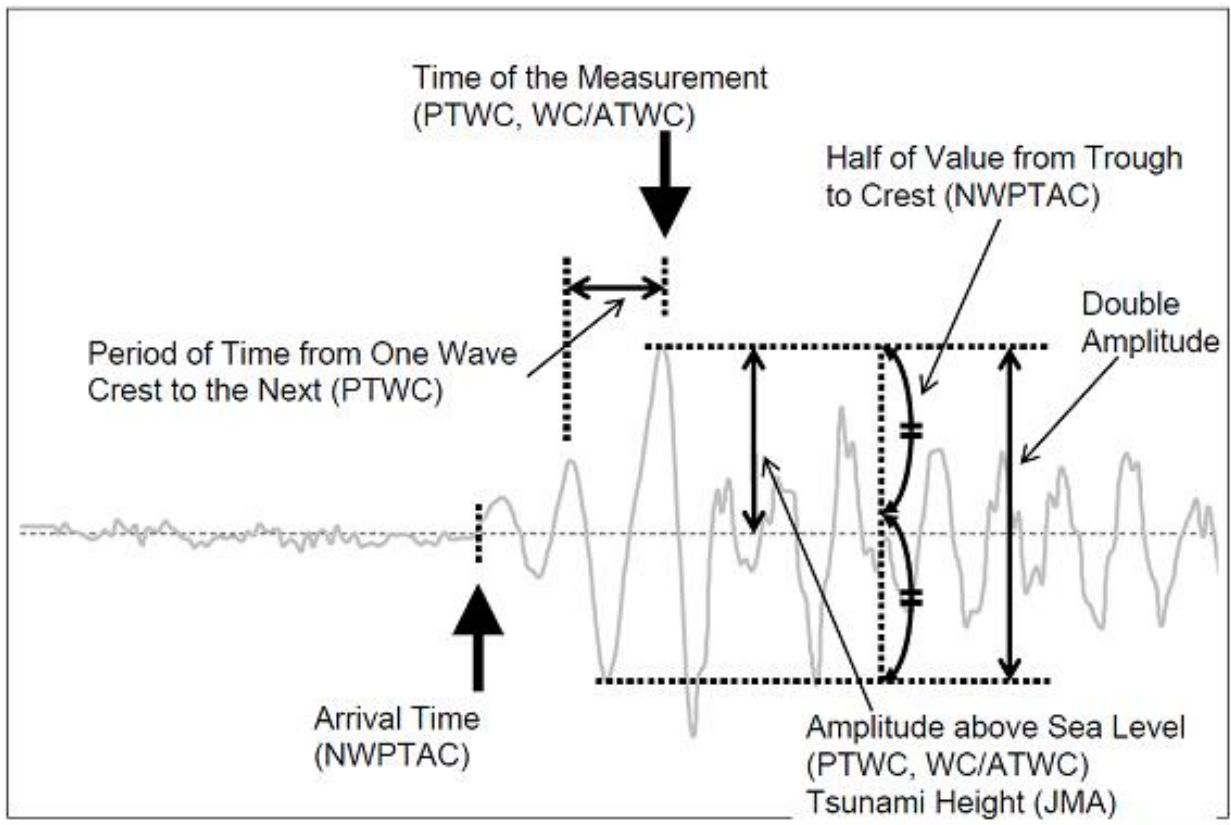 Time of the Measurement
(PTWC, WC/ATWC)
Half of Value from Trough
to Crest (NWPTAC)
Double
Amplitude
Period of Time from One Wave
Crest to the Next (PTWC)
Arrival Time
(NWPTAC)
Amplitude above Sea Level
(PTWC, WC/ATWC)
Tsunami Height (JMA)